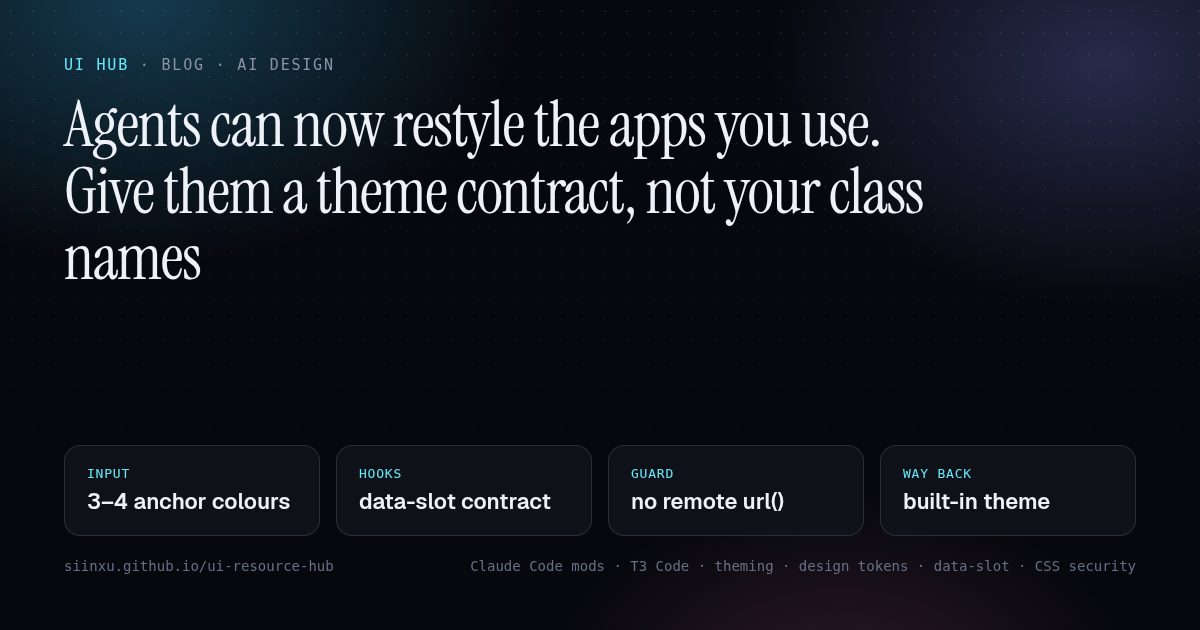 UI HUB · BLOG · AI DESIGN
Agents can now restyle the apps you use.
Give them a theme contract, not your class
names
INPUT
3–4 anchor colours
HOOKS
data-slot contract
GUARD
no remote url()
WAY BACK
built-in theme
siinxu.github.io/ui-resource-hub
Claude Code mods · T3 Code · theming · design tokens · data-slot · CSS security